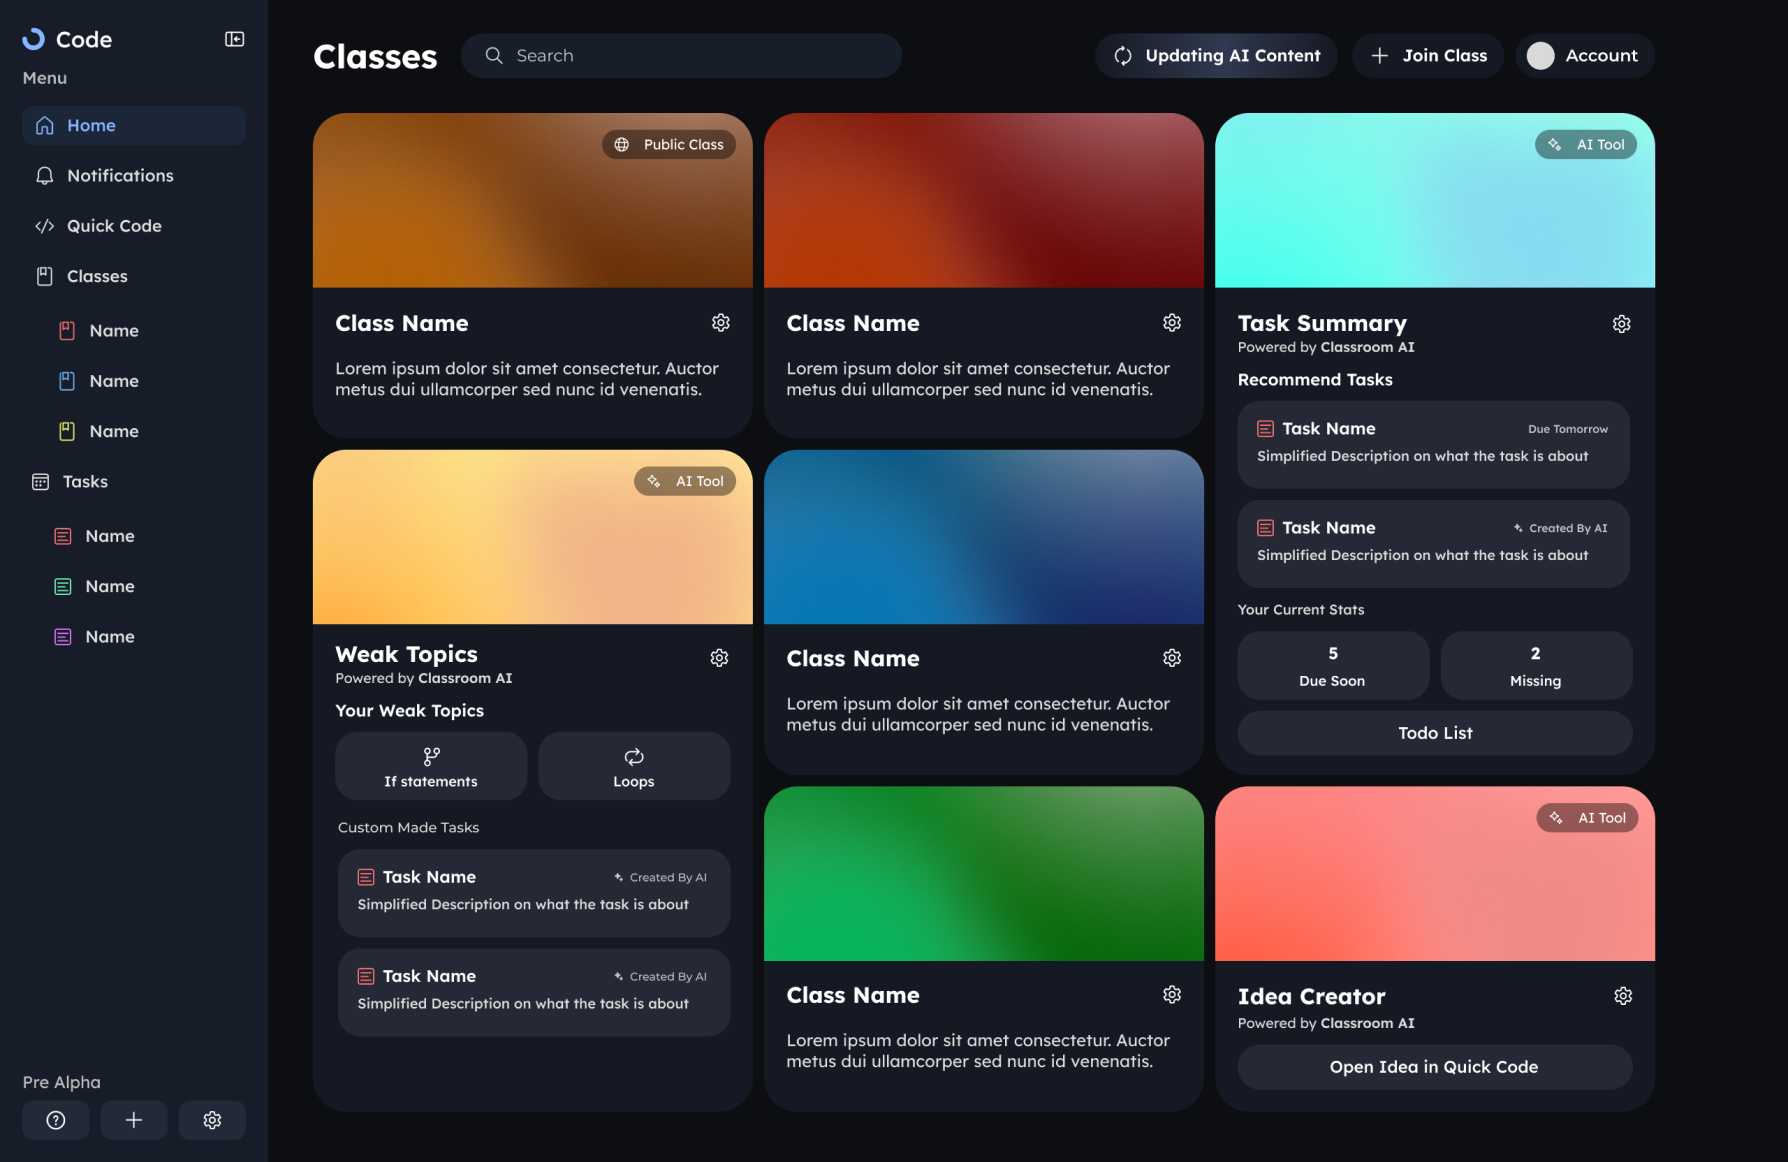 Code
Menu
Home
Notifications
Quick Code
Classes
Name
Name
Name
Tasks
Name
Name
Name
Pre Alpha
Classes
Search
Updating AI Content
Join Class
Account
Public Class
Class Name
Lorem ipsum dolor sit amet consectetur. Auctor
metus dui ullamcorper sed nunc id venenatis.
Class Name
Lorem ipsum dolor sit amet consectetur. Auctor
metus dui ullamcorper sed nunc id venenatis.
AI Tool
Task Summary
Powered by Classroom AI
Recommend Tasks
Task Name
Due Tomorrow
Simplified Description on what the task is about
Task Name
Created By AI
Simplified Description on what the task is about
Your Current Stats
5
Due Soon
2
Missing
Todo List
AI Tool
Weak Topics
Powered by Classroom AI
Your Weak Topics
If statements
Loops
Custom Made Tasks
Task Name
Created By AI
Simplified Description on what the task is about
Task Name
Created By AI
Simplified Description on what the task is about
Class Name
Lorem ipsum dolor sit amet consectetur. Auctor
metus dui ullamcorper sed nunc id venenatis.
Class Name
Lorem ipsum dolor sit amet consectetur. Auctor
metus dui ullamcorper sed nunc id venenatis.
AI Tool
Idea Creator
Powered by Classroom AI
Open Idea in Quick Code